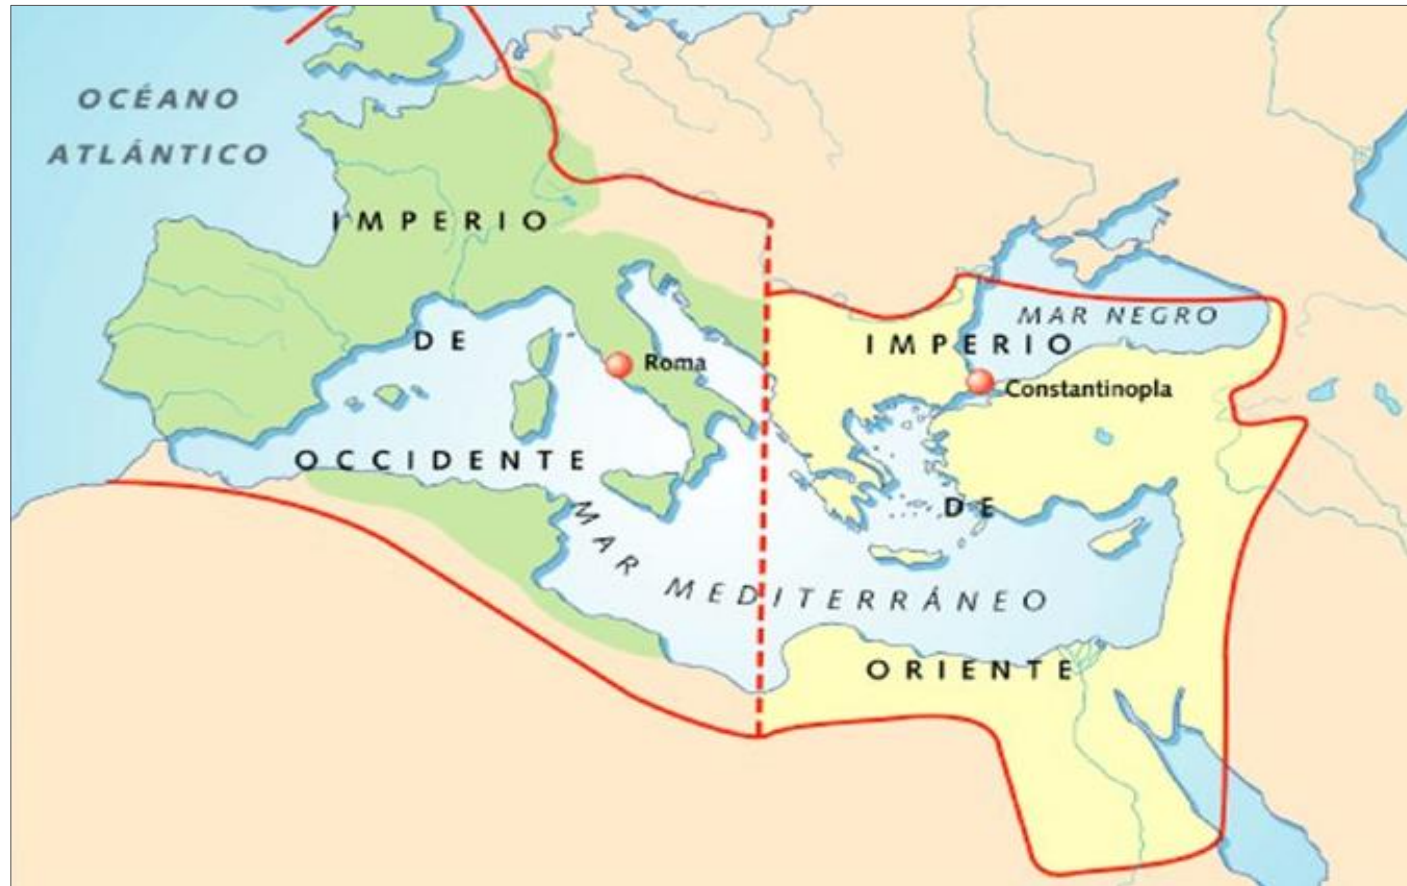 OCÉANO
ATLÁNTICO
IMPERIO
DE
OCCIDENTE
Roma
MAR NEGRO
IMPERIO
Constantinopla
DE
ORIENTE
MAR MEDITERRÁNEO